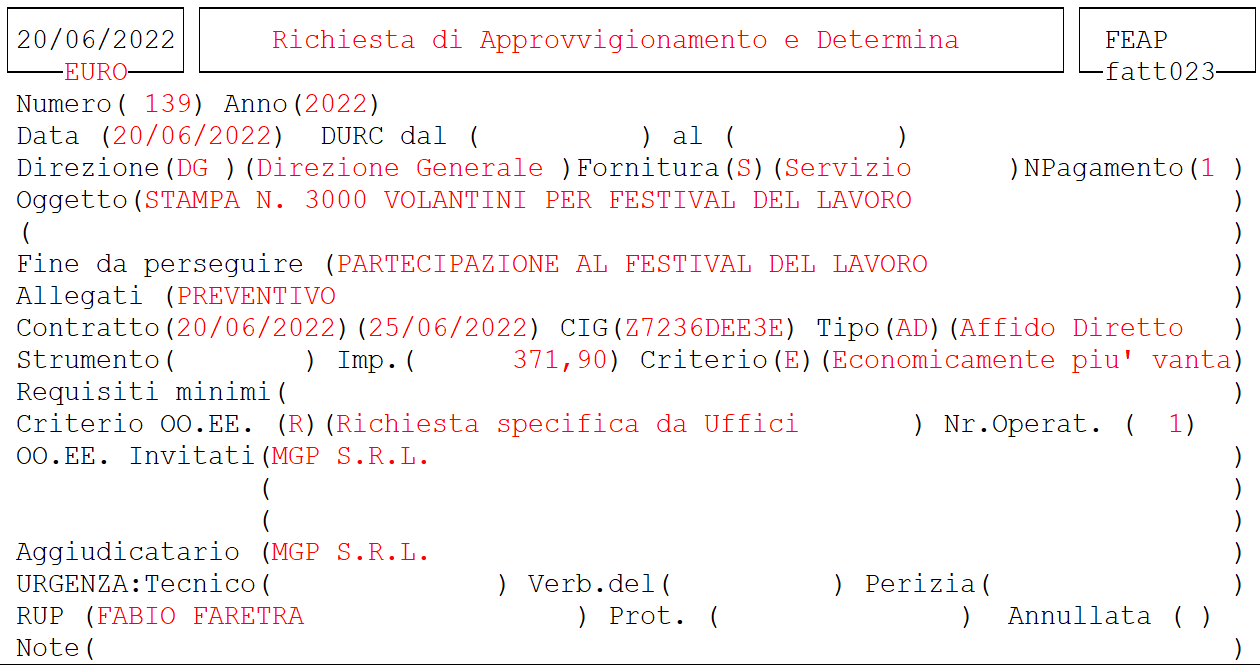 20/06/2022 Richiesta di Approvvigionamento e Determina FEAP
EURO fatt023
Numero( 139) Anno(2022)
Data (20/06/2022) DURC dal ( ) al ( )
Direzione(DG )(Direzione Generale )Fornitura(S)(Servizio )NPagamento(1 )
Oggetto(STAMPA N. 3000 VOLANTINI PER FESTIVAL DEL LAVORO )
( )
Fine da perseguire (PARTECIPAZIONE AL FESTIVAL DEL LAVORO )
Allegati (PREVENTIVO )
Contratto(20/06/2022)(25/06/2022) CIG(Z7236DEE3E) Tipo(AD)(Affido Diretto )
Strumento( ) Imp.( 371,90) Criterio(E)(Economicamente piu' vanta)
Requisiti minimi( )
Criterio OO.EE. (R)(Richiesta specifica da Uffici ) Nr.Operat. ( 1)
OO.EE. Invitati(MGP S.R.L. )
( )
( )
Aggiudicatario (MGP S.R.L. )
URGENZA:Tecnico( ) Verb.del( ) Perizia( )
RUP (FABIO FARETRA ) Prot. ( ) Annullata ( )
Note( )